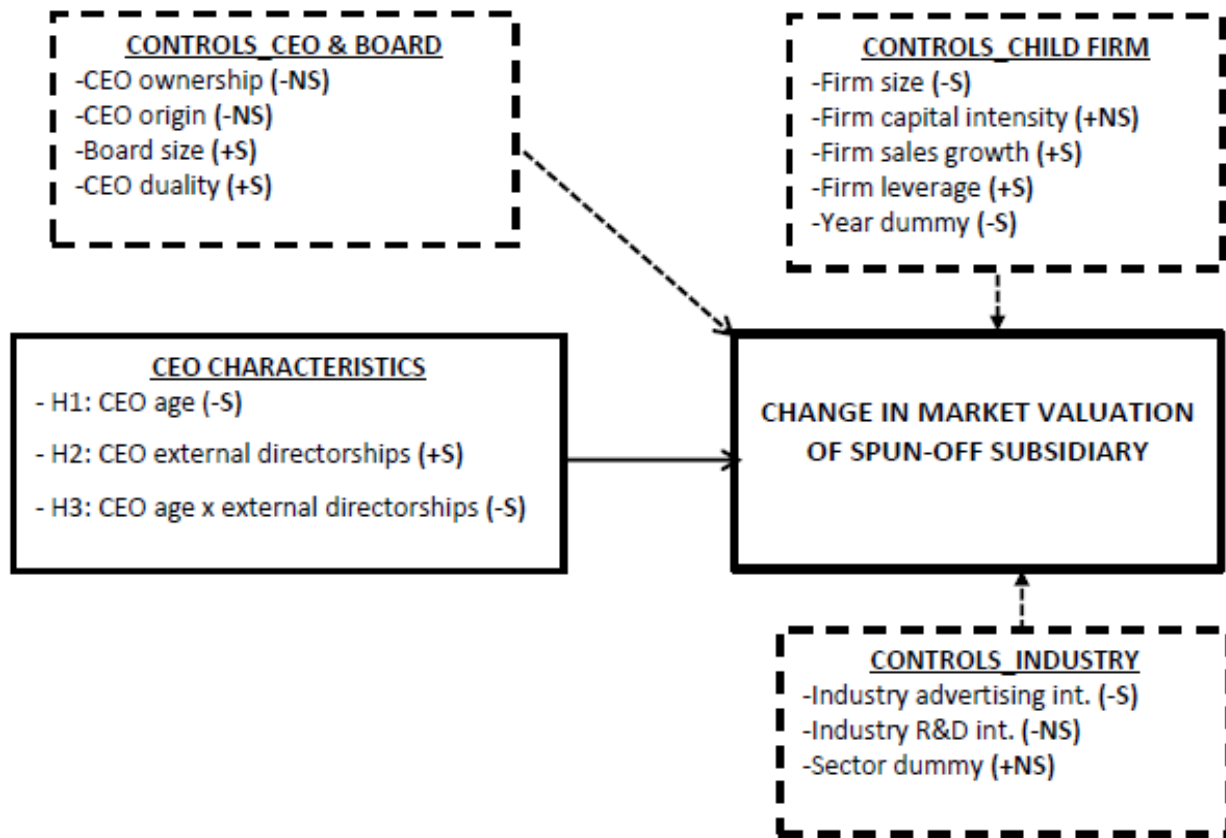 CONTROLS_CEO & BOARD
-CEO ownership (-NS)
-CEO origin (-NS)
-Board size (+S)
-CEO duality (+S)
CONTROLS_CHILD FIRM
-Firm size (-S)
-Firm capital intensity (+NS)
-Firm sales growth (+S)
-Firm leverage (+S)
-Year dummy (-S)
CEO CHARACTERISTICS
- H1: CEO age (-S)
- H2: CEO external directorships (+S)
- H3: CEO age x external directorships (-S)
CHANGE IN MARKET VALUATION
OF SPUN-OFF SUBSIDIARY
CONTROLS_INDUSTRY
-Industry advertising int. (-S)
-Industry R&D int. (-NS)
-Sector dummy (+NS)